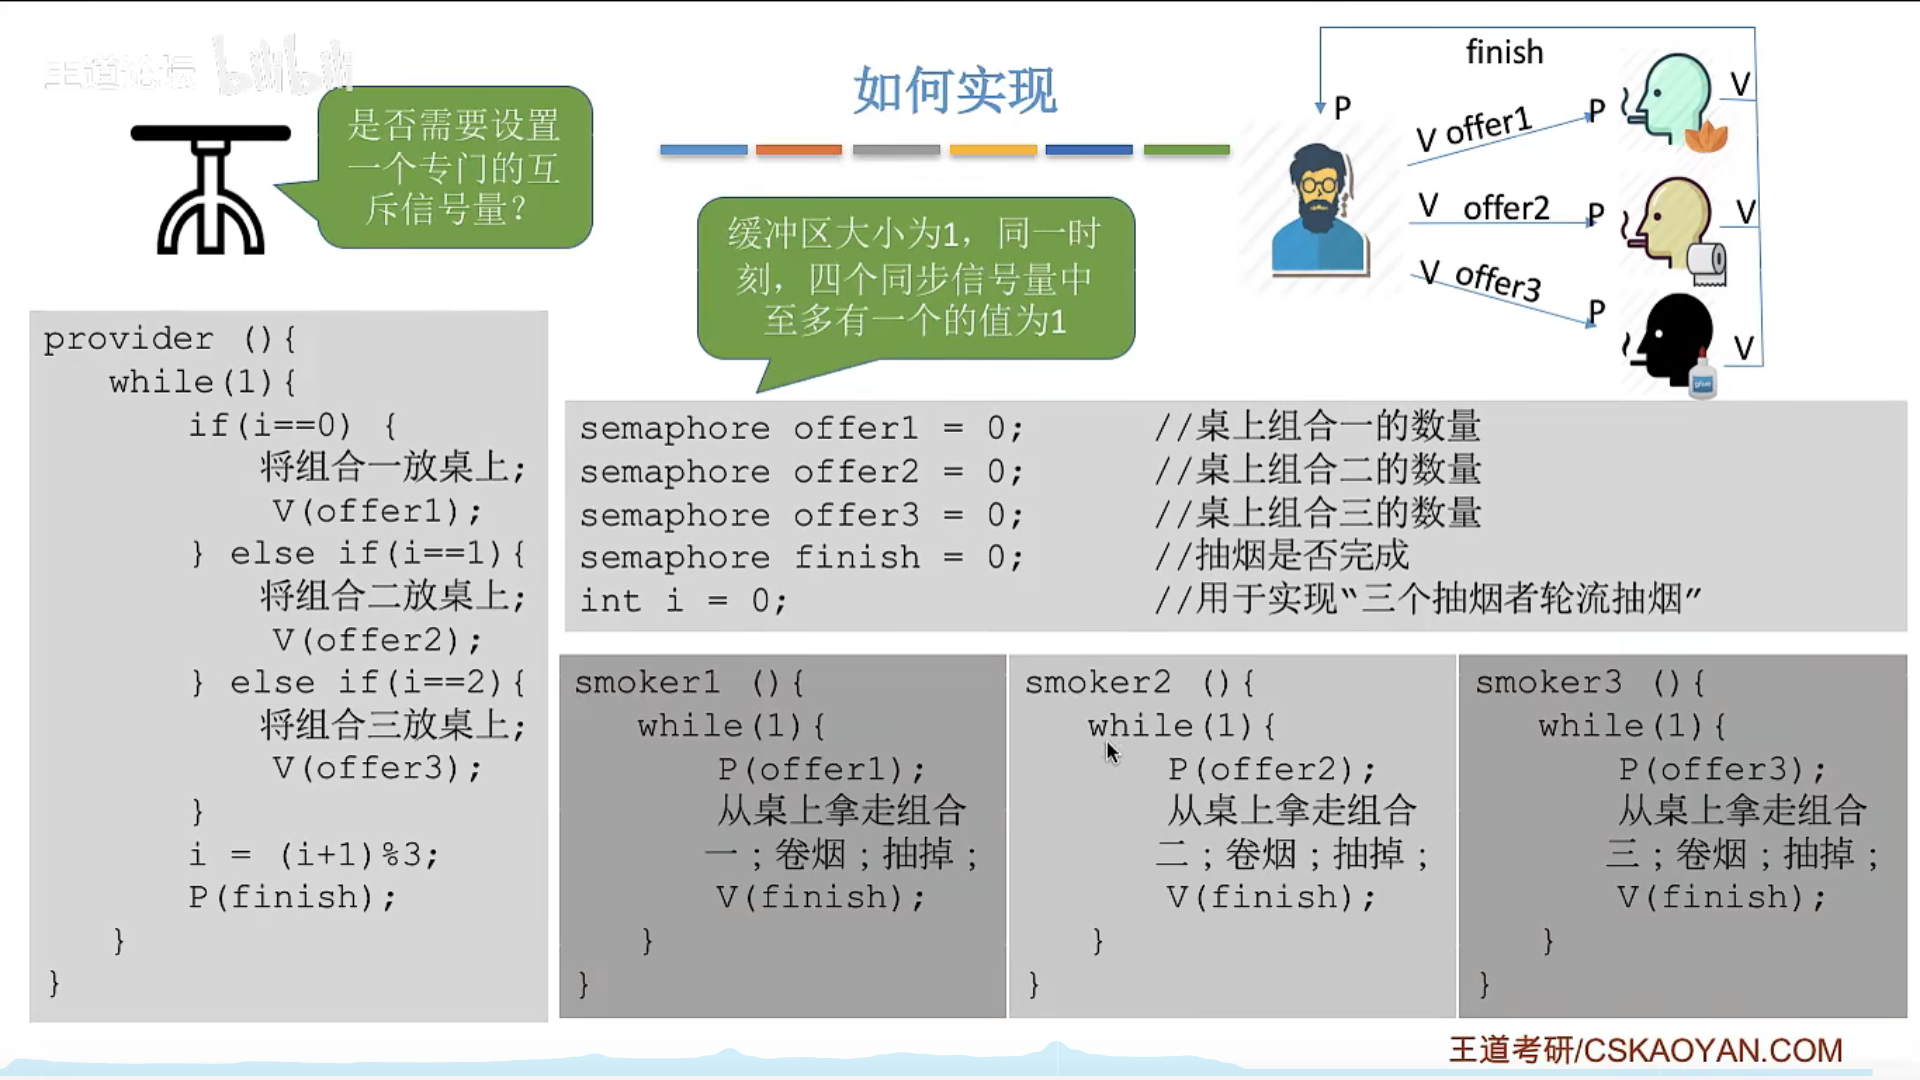 王道论坛 bilibili
如何实现
是否需要设置
一个专门的互
斥信号量？
缓冲区大小为1，同一时
刻，四个同步信号量中
至多有一个的值为1
finish
P
V offer1 P V
V offer2 P V
V offer3 P V
glue
provider (){
while(1){
if(i==0) {
将组合一放桌上;
V(offer1);
} else if(i==1){
将组合二放桌上;
V(offer2);
} else if(i==2){
将组合三放桌上;
V(offer3);
}
i = (i+1)%3;
P(finish);
}
}
semaphore offer1 = 0; //桌上组合一的数量
semaphore offer2 = 0; //桌上组合二的数量
semaphore offer3 = 0; //桌上组合三的数量
semaphore finish = 0; //抽烟是否完成
int i = 0; //用于实现“三个抽烟者轮流抽烟”
smoker1 (){
while(1){
P(offer1);
从桌上拿走组合
一；卷烟；抽掉；
V(finish);
}
}
smoker2 (){
while(1){
P(offer2);
从桌上拿走组合
二；卷烟；抽掉；
V(finish);
}
}
smoker3 (){
while(1){
P(offer3);
从桌上拿走组合
三；卷烟；抽掉；
V(finish);
}
}
王道考研/CSKAOYAN.COM